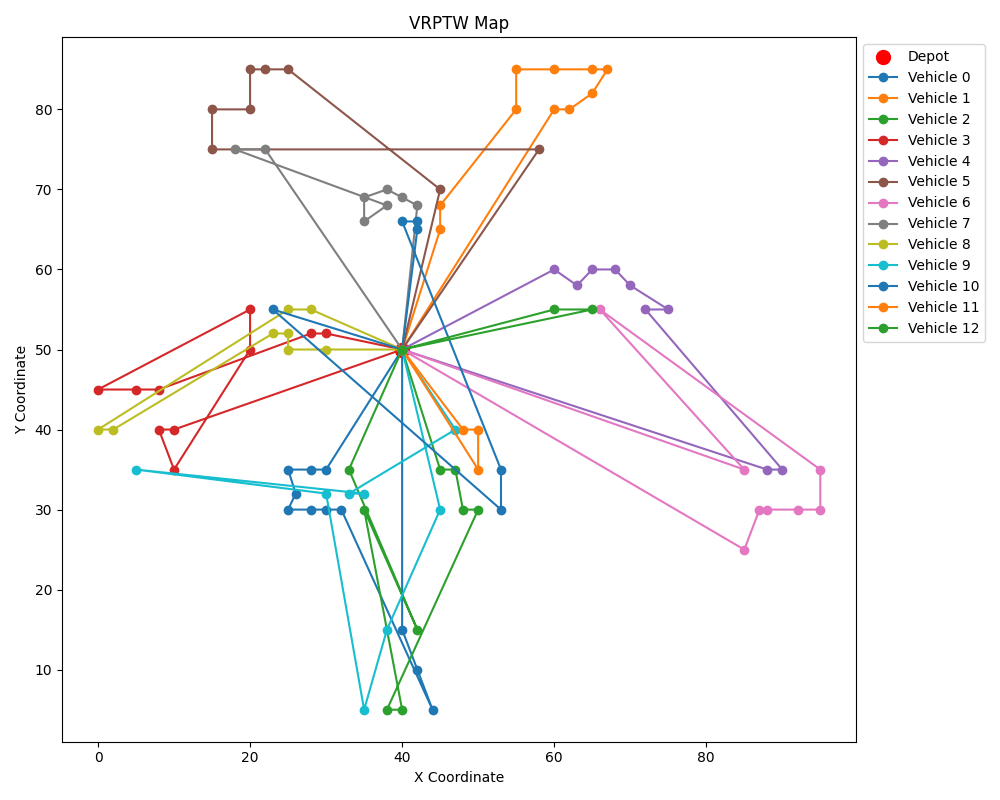 VRPTW Map
Depot
Vehicle 0
Vehicle 1
Vehicle 2
Vehicle 3
Vehicle 4
Vehicle 5
Vehicle 6
Vehicle 7
Vehicle 8
Vehicle 9
Vehicle 10
Vehicle 11
Vehicle 12
Y Coordinate
80
70
60
50
40
30
20
10
0 20 40 60 80
X Coordinate